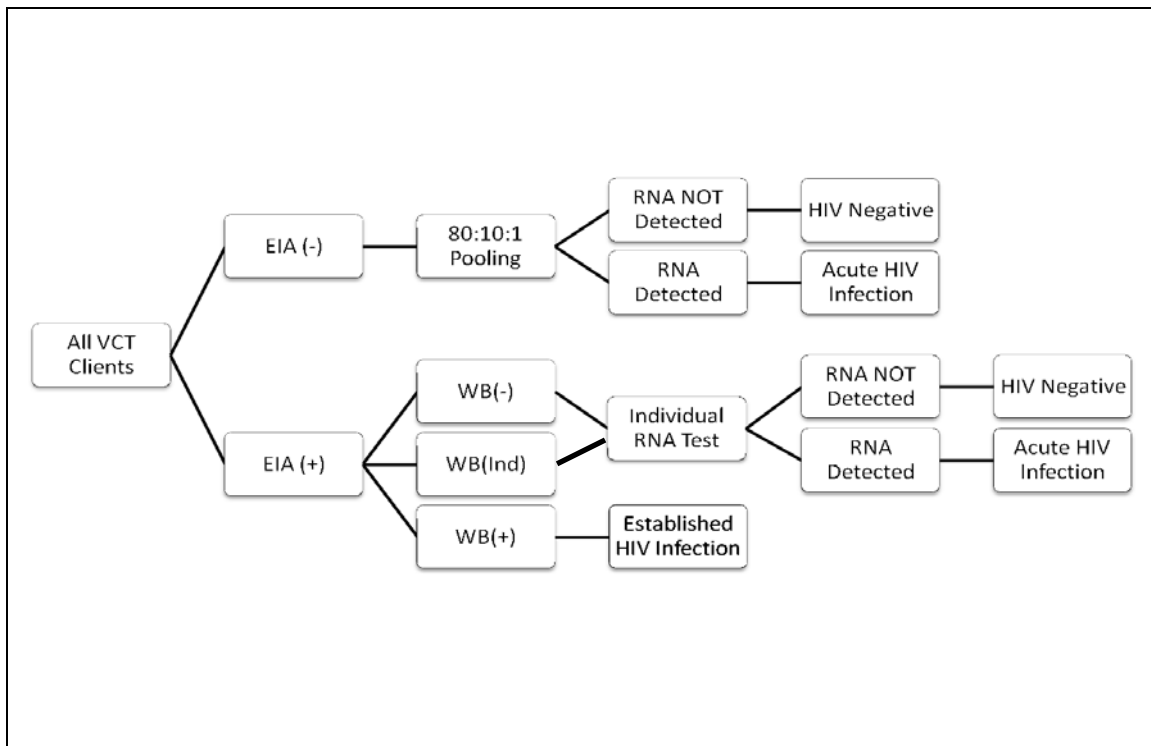 All VCT
Clients
EIA (-)
80:10:1
Pooling
RNA NOT
Detected
HIV Negative
RNA
Detected
Acute HIV
Infection
EIA (+)
WB(-)
WB(Ind)
WB(+)
Individual
RNA Test
Established
HIV Infection
RNA NOT
Detected
HIV Negative
RNA
Detected
Acute HIV
Infection